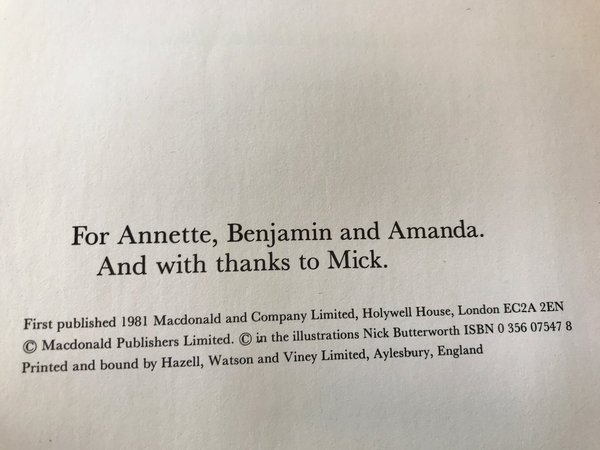 For Annette, Benjamin and Amanda.
And with thanks to Mick.
First published 1981 Macdonald and Company Limited, Holywell House, London EC2A 2EN
© Macdonald Publishers Limited. © in the illustrations Nick Butterworth ISBN 0 356 07547 8
Printed and bound by Hazell, Watson and Viney Limited, Aylesbury, England